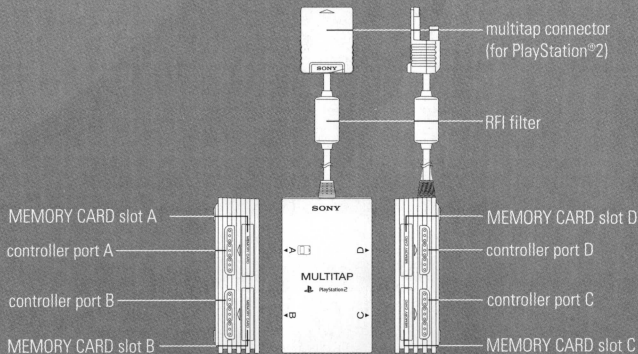 multitap connector
(for PlayStation®2)
SONY
RFI filter
MEMORY CARD slot A
controller port A
controller port B
MEMORY CARD slot B
SONY
A
D
MULTITAP
PlayStation®2
B
C
MEMORY CARD slot D
controller port D
controller port C
MEMORY CARD slot C